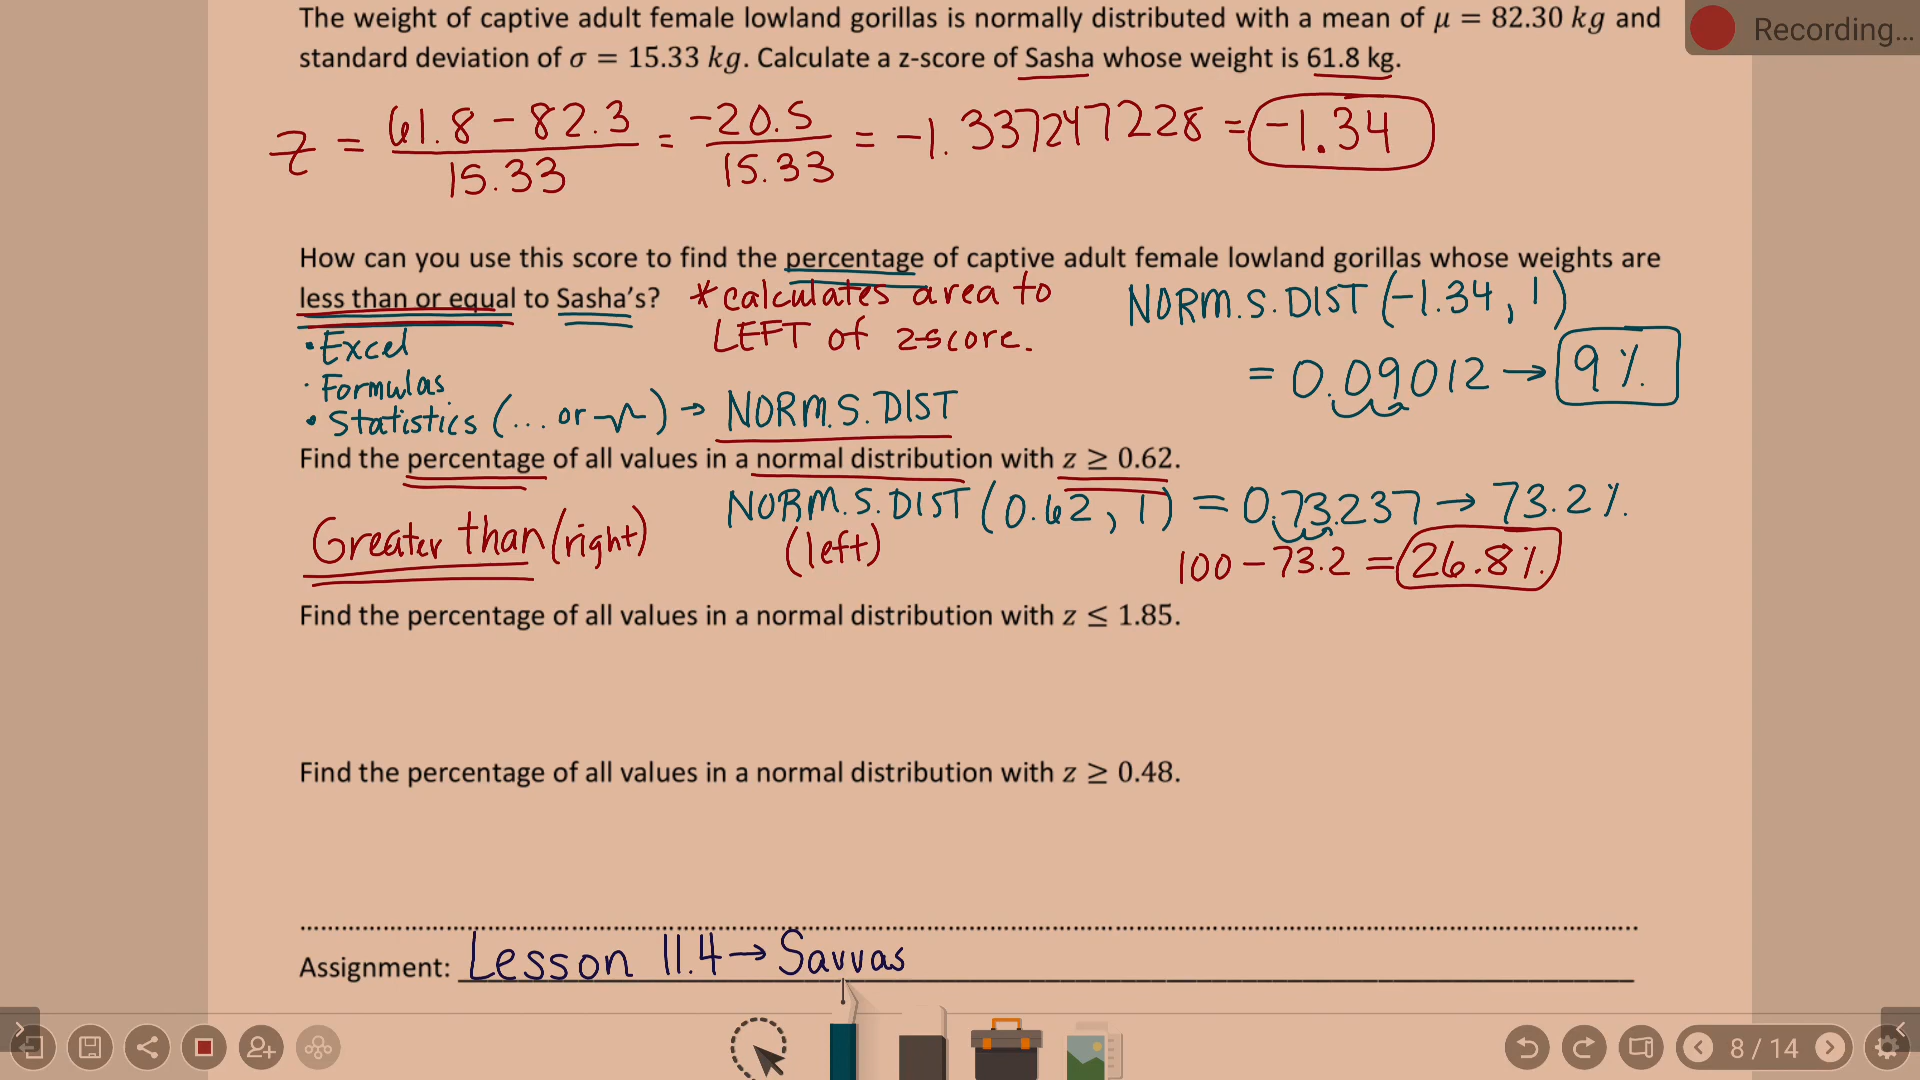 The weight of captive adult female lowland gorillas is normally distributed with a mean of μ = 82.30 kg and
standard deviation of σ = 15.33 kg. Calculate a z-score of Sasha whose weight is 61.8 kg.
Recording...
z = 61.8 - 82.3 / 15.33 = -20.5 / 15.33 = -1.337247228 = -1.34
How can you use this score to find the percentage of captive adult female lowland gorillas whose weights are
less than or equal to Sasha's?
*calculates area to
LEFT of z-score.
NORM.S.DIST (-1.34, 1)
= 0.09012 → 9%
• Excel
• Formulas
• Statistics (... or ) → NORM.S.DIST
Find the percentage of all values in a normal distribution with z ≥ 0.62.
NORM.S.DIST (0.62, 1) = 0.73237 → 73.2%
Greater than (right)
(left)
100 - 73.2 = 26.8%
Find the percentage of all values in a normal distribution with z ≤ 1.85.
Find the percentage of all values in a normal distribution with z ≥ 0.48.
Assignment: Lesson 11.4 → Savvas
8 / 14